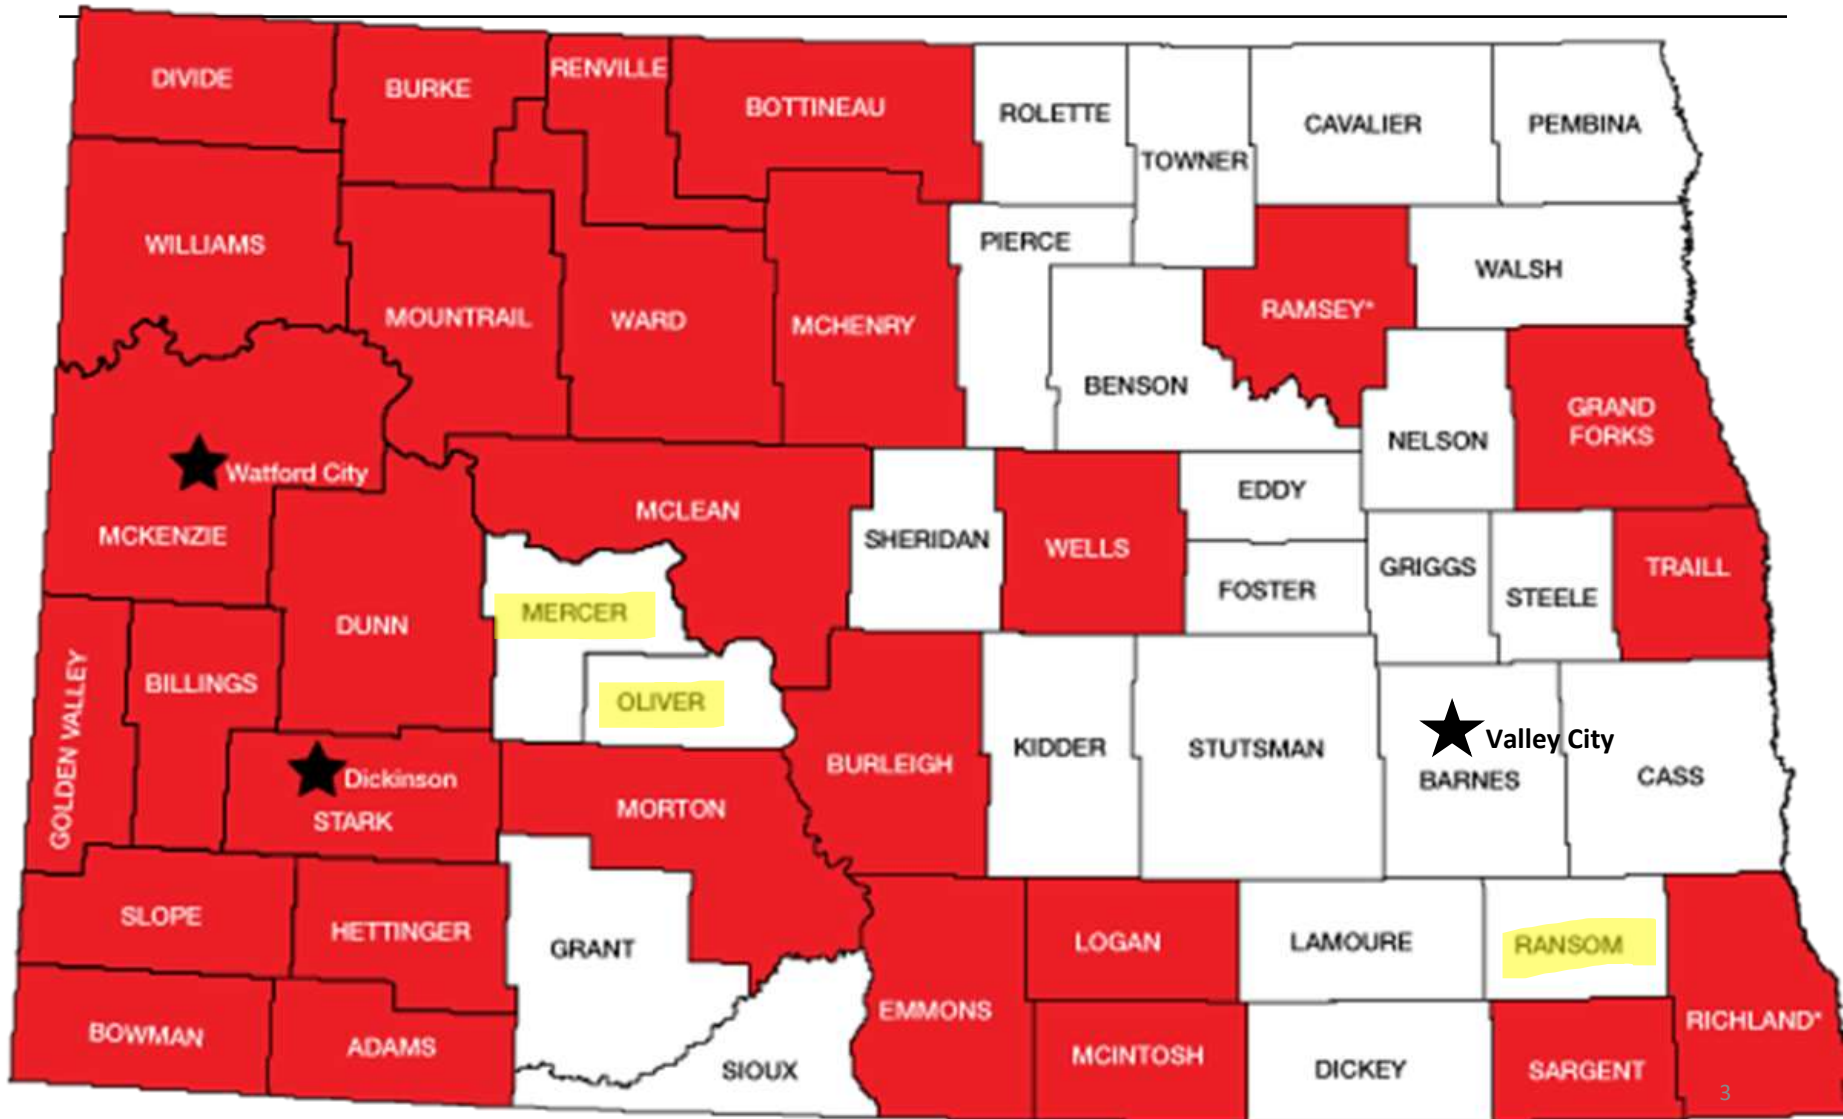 DIVIDE
BURKE
RENVILLE
BOTTINEAU
ROLETTE
TOWNER
CAVALIER
PEMBINA
WILLIAMS
MOUNTRAIL
WARD
MCHENRY
PIERCE
BENSON
RAMSEY*
WALSH
NELSON
GRAND
FORKS
Watford City
MCKENZIE
DUNN
MCLEAN
SHERIDAN
WELLS
EDDY
FOSTER
GRIGGS
STEELE
TRAILL
MERCER
OLIVER
GOLDEN VALLEY
BILLINGS
Dickinson
STARK
MORTON
BURLEIGH
KIDDER
STUTSMAN
Valley City
BARNES
CASS
SLOPE
HETTINGER
GRANT
LOGAN
LAMOURE
RANSOM
RICHLAND*
BOWMAN
ADAMS
SIOUX
EMMONS
MCINTOSH
DICKEY
SARGENT
3